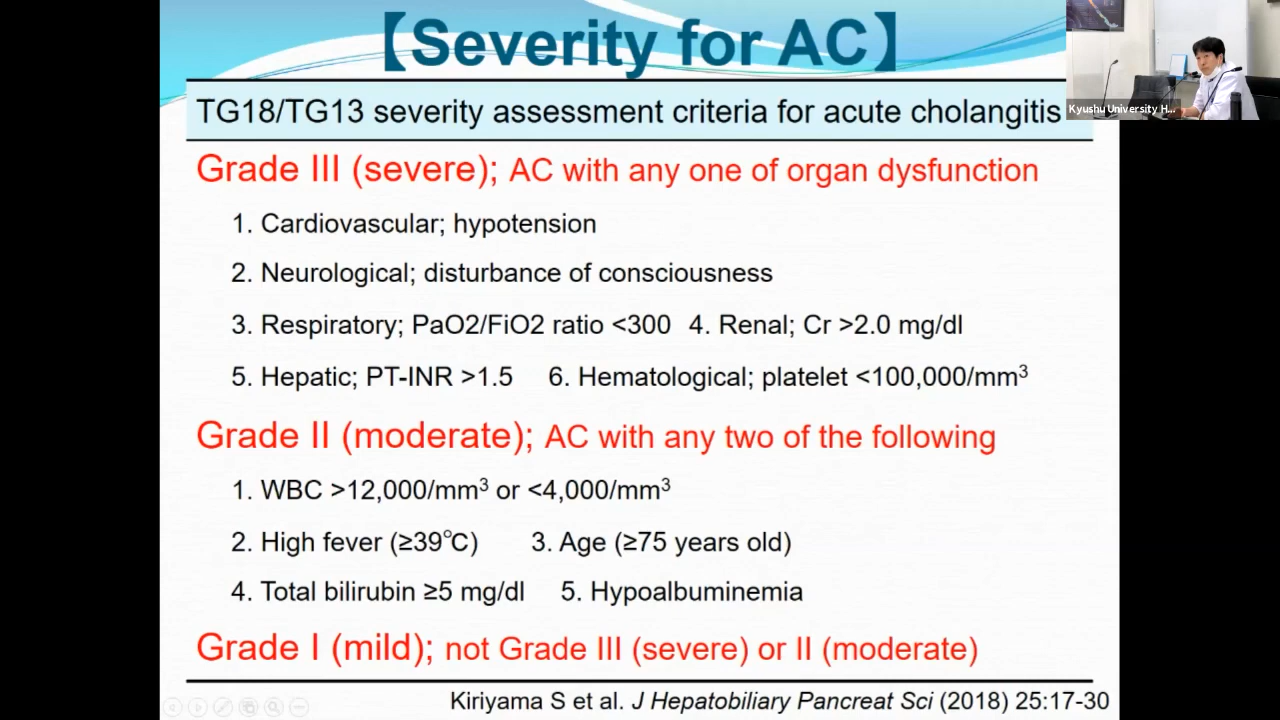 【Severity for AC】
Kyushu University H...
TG18/TG13 severity assessment criteria for acute cholangitis
Grade III (severe); AC with any one of organ dysfunction
1. Cardiovascular; hypotension
2. Neurological; disturbance of consciousness
3. Respiratory; PaO2/FiO2 ratio <300 4. Renal; Cr >2.0 mg/dl
5. Hepatic; PT-INR >1.5 6. Hematological; platelet <100,000/mm³
Grade II (moderate); AC with any two of the following
1. WBC >12,000/mm³ or <4,000/mm³
2. High fever (≥39℃) 3. Age (≥75 years old)
4. Total bilirubin ≥5 mg/dl 5. Hypoalbuminemia
Grade I (mild); not Grade III (severe) or II (moderate)
Kiriyama S et al. J Hepatobiliary Pancreat Sci (2018) 25:17-30